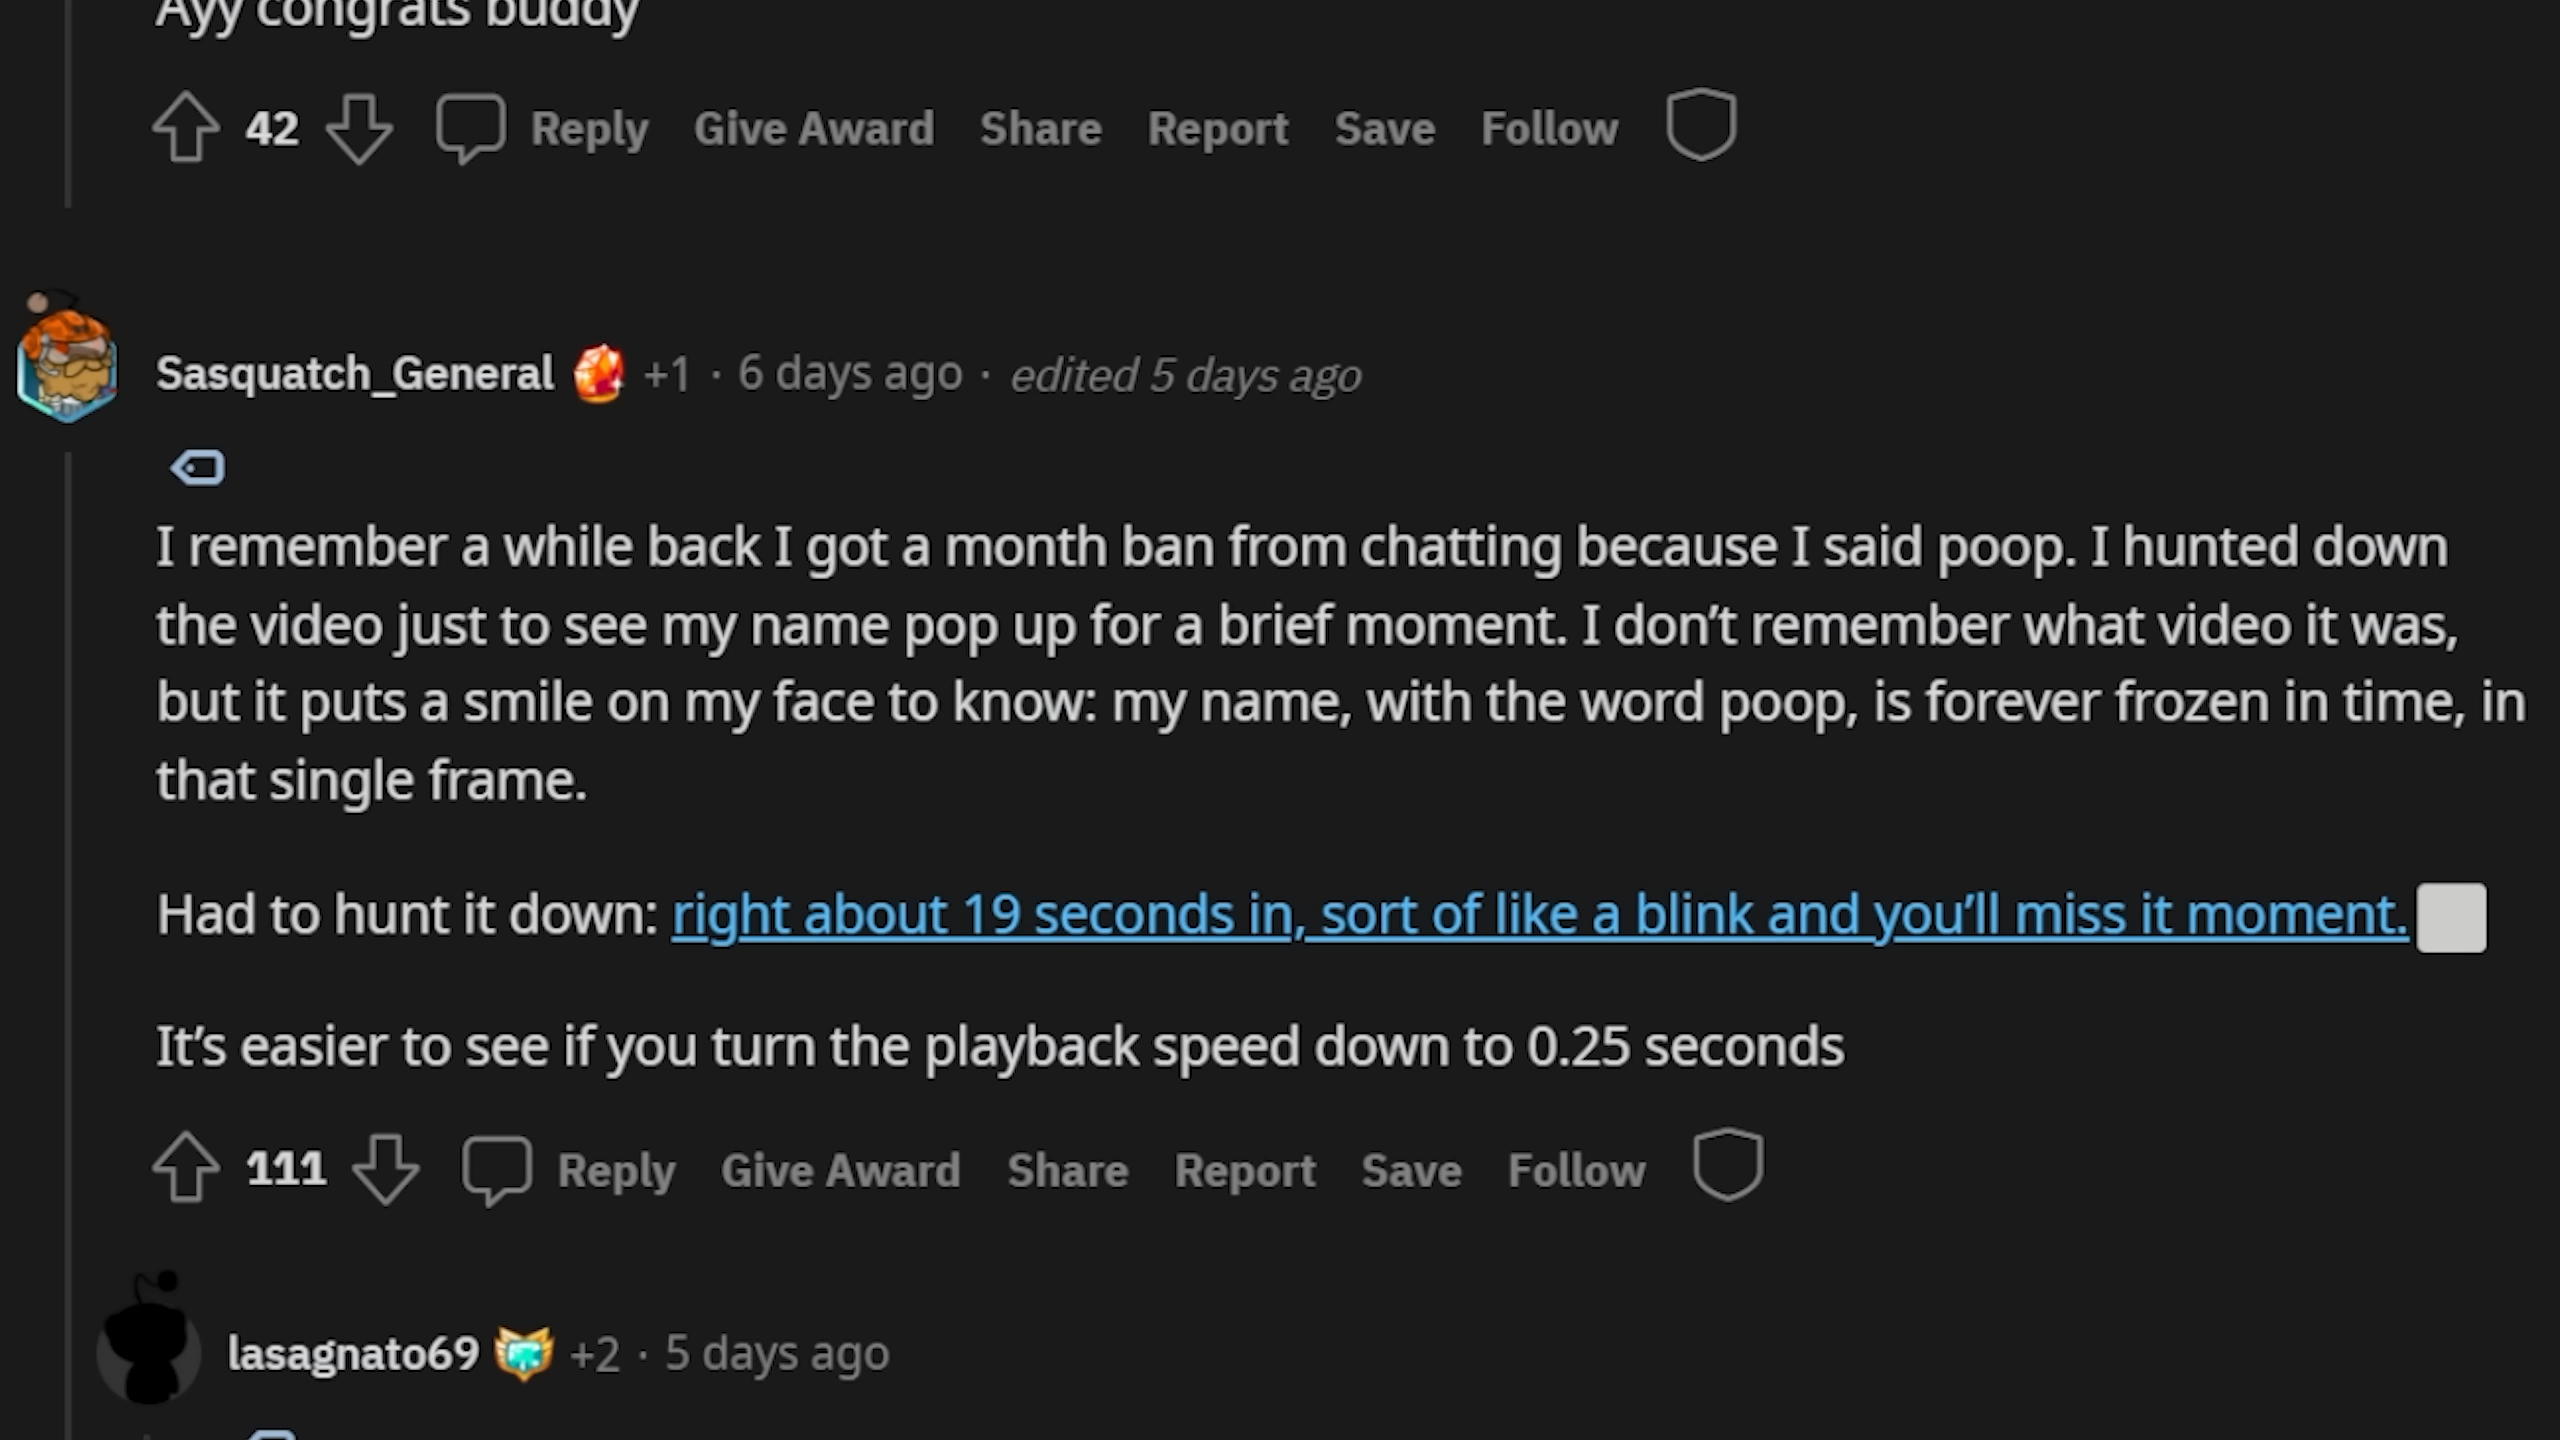 Ayy congrats buddy
42 Reply Give Award Share Report Save Follow
Sasquatch_General +1 · 6 days ago · edited 5 days ago
I remember a while back I got a month ban from chatting because I said poop. I hunted down
the video just to see my name pop up for a brief moment. I don’t remember what video it was,
but it puts a smile on my face to know: my name, with the word poop, is forever frozen in time, in
that single frame.
Had to hunt it down: right about 19 seconds in, sort of like a blink and you’ll miss it moment.
It’s easier to see if you turn the playback speed down to 0.25 seconds
111 Reply Give Award Share Report Save Follow
lasagnato69 +2 · 5 days ago